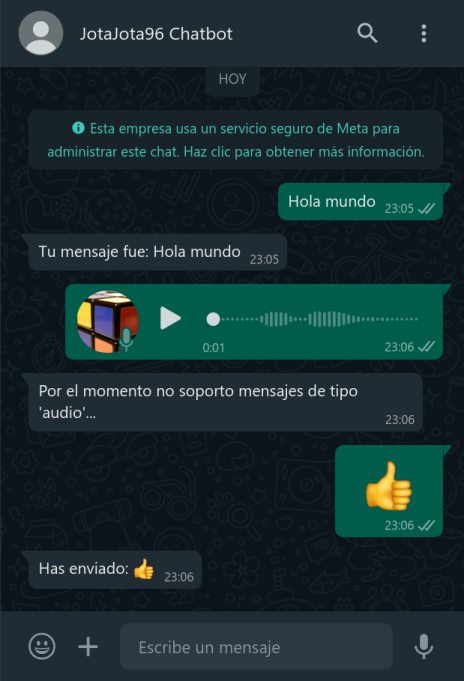 JotaJota96 Chatbot
HOY
Esta empresa usa un servicio seguro de Meta para
administrar este chat. Haz clic para obtener más información.
Hola mundo 23:05
Tu mensaje fue: Hola mundo 23:05
0:01 23:06
Por el momento no soporto mensajes de tipo
'audio'... 23:06
👍
23:06
Has enviado: 👍 23:06
Escribe un mensaje